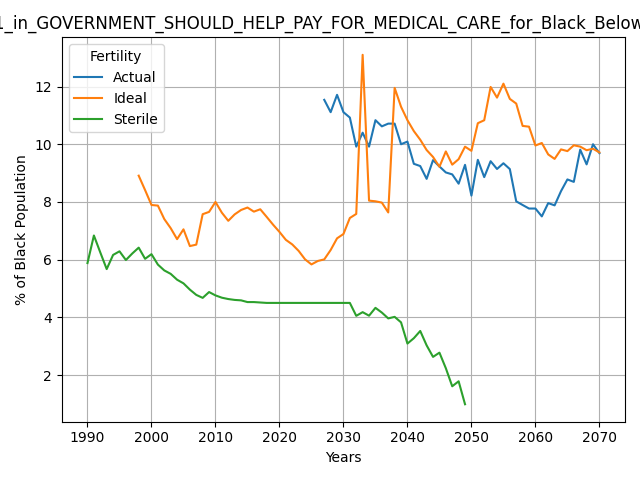 1_in_GOVERNMENT_SHOULD_HELP_PAY_FOR_MEDICAL_CARE_for_Black_Below
Fertility
Actual
Ideal
Sterile
% of Black Population
12
10
8
6
4
2
1990 2000 2010 2020 2030 2040 2050 2060 2070
Years